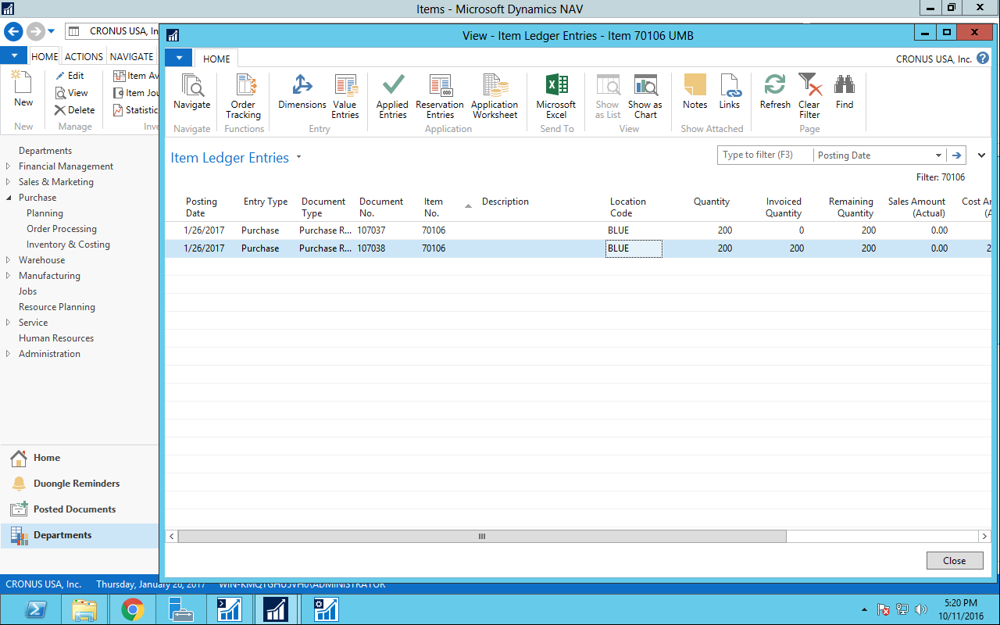 Items - Microsoft Dynamics NAV
CRONUS USA, In
View - Item Ledger Entries - Item 70106 UMB
HOME ACTIONS NAVIGATE
HOME
CRONUS USA, Inc.
New
Edit
View
Delete
Item Av
Item Jou
Statistic
New Manage Inve
Navigate
Order Tracking
Dimensions
Value Entries
Applied Entries
Reservation Entries
Application Worksheet
Microsoft Excel
Show as List
Show as Chart
Notes
Links
Refresh
Clear Filter
Find
Navigate Functions Entry Application Send To View Show Attached Page
Departments
Financial Management
Sales & Marketing
Purchase
Planning
Order Processing
Inventory & Costing
Warehouse
Manufacturing
Jobs
Resource Planning
Service
Human Resources
Administration
Home
Duongle Reminders
Posted Documents
Departments
Item Ledger Entries
Type to filter (F3) Posting Date
Filter: 70106
Posting Date Entry Type Document Type Document No. Item No. Description Location Code Quantity Invoiced Quantity Remaining Quantity Sales Amount (Actual) Cost Ar (A
1/26/2017 Purchase Purchase R... 107037 70106 BLUE 200 0 200 0.00
1/26/2017 Purchase Purchase R... 107038 70106 BLUE 200 200 200 0.00 2
Close
CRONUS USA, Inc. Thursday, January 26, 2017
5:20 PM
10/11/2016